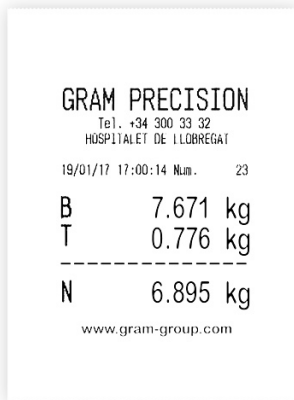 GRAM PRECISION
Tel. +34 300 33 32
HOSPITALET DE LLOBREGAT
19/01/17 17:00:14 Num. 23
B 7.671 kg
T 0.776 kg
---------------
N 6.895 kg
www.gram-group.com